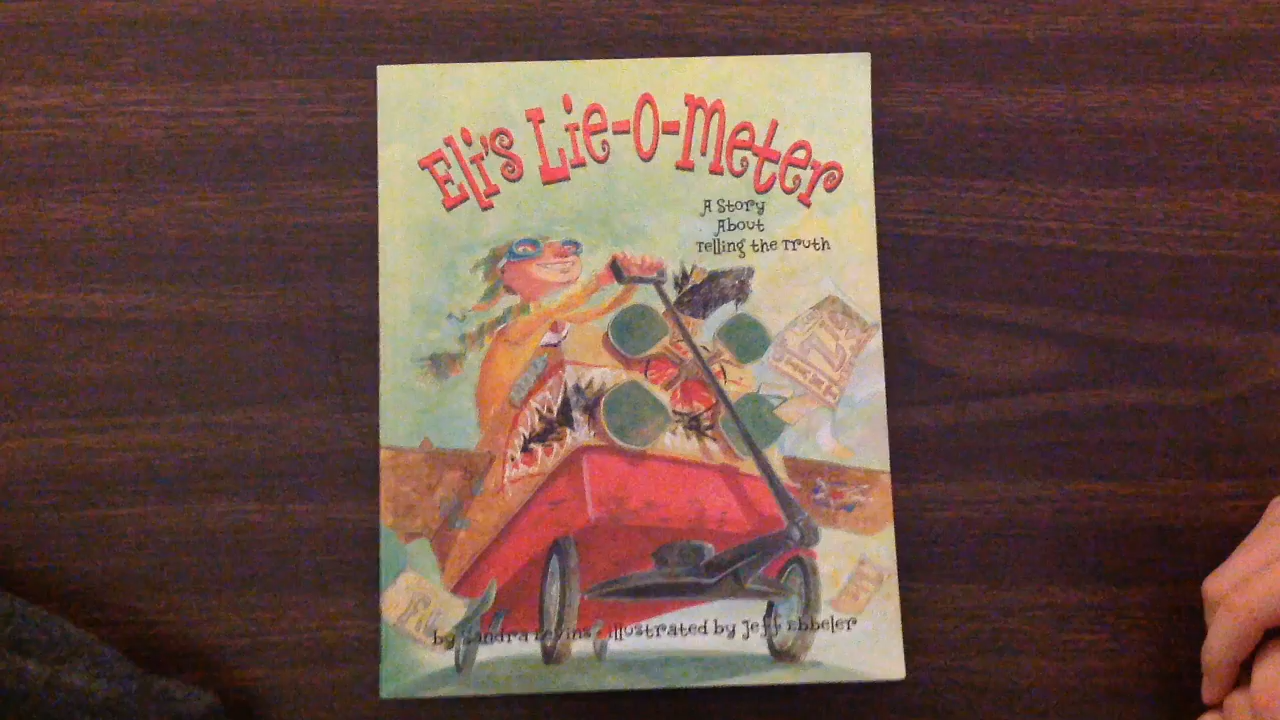 Eli's Lie-o-Meter
A Story
About
Telling the Truth
by Sandra Levins illustrated by Jeff Ebbeler